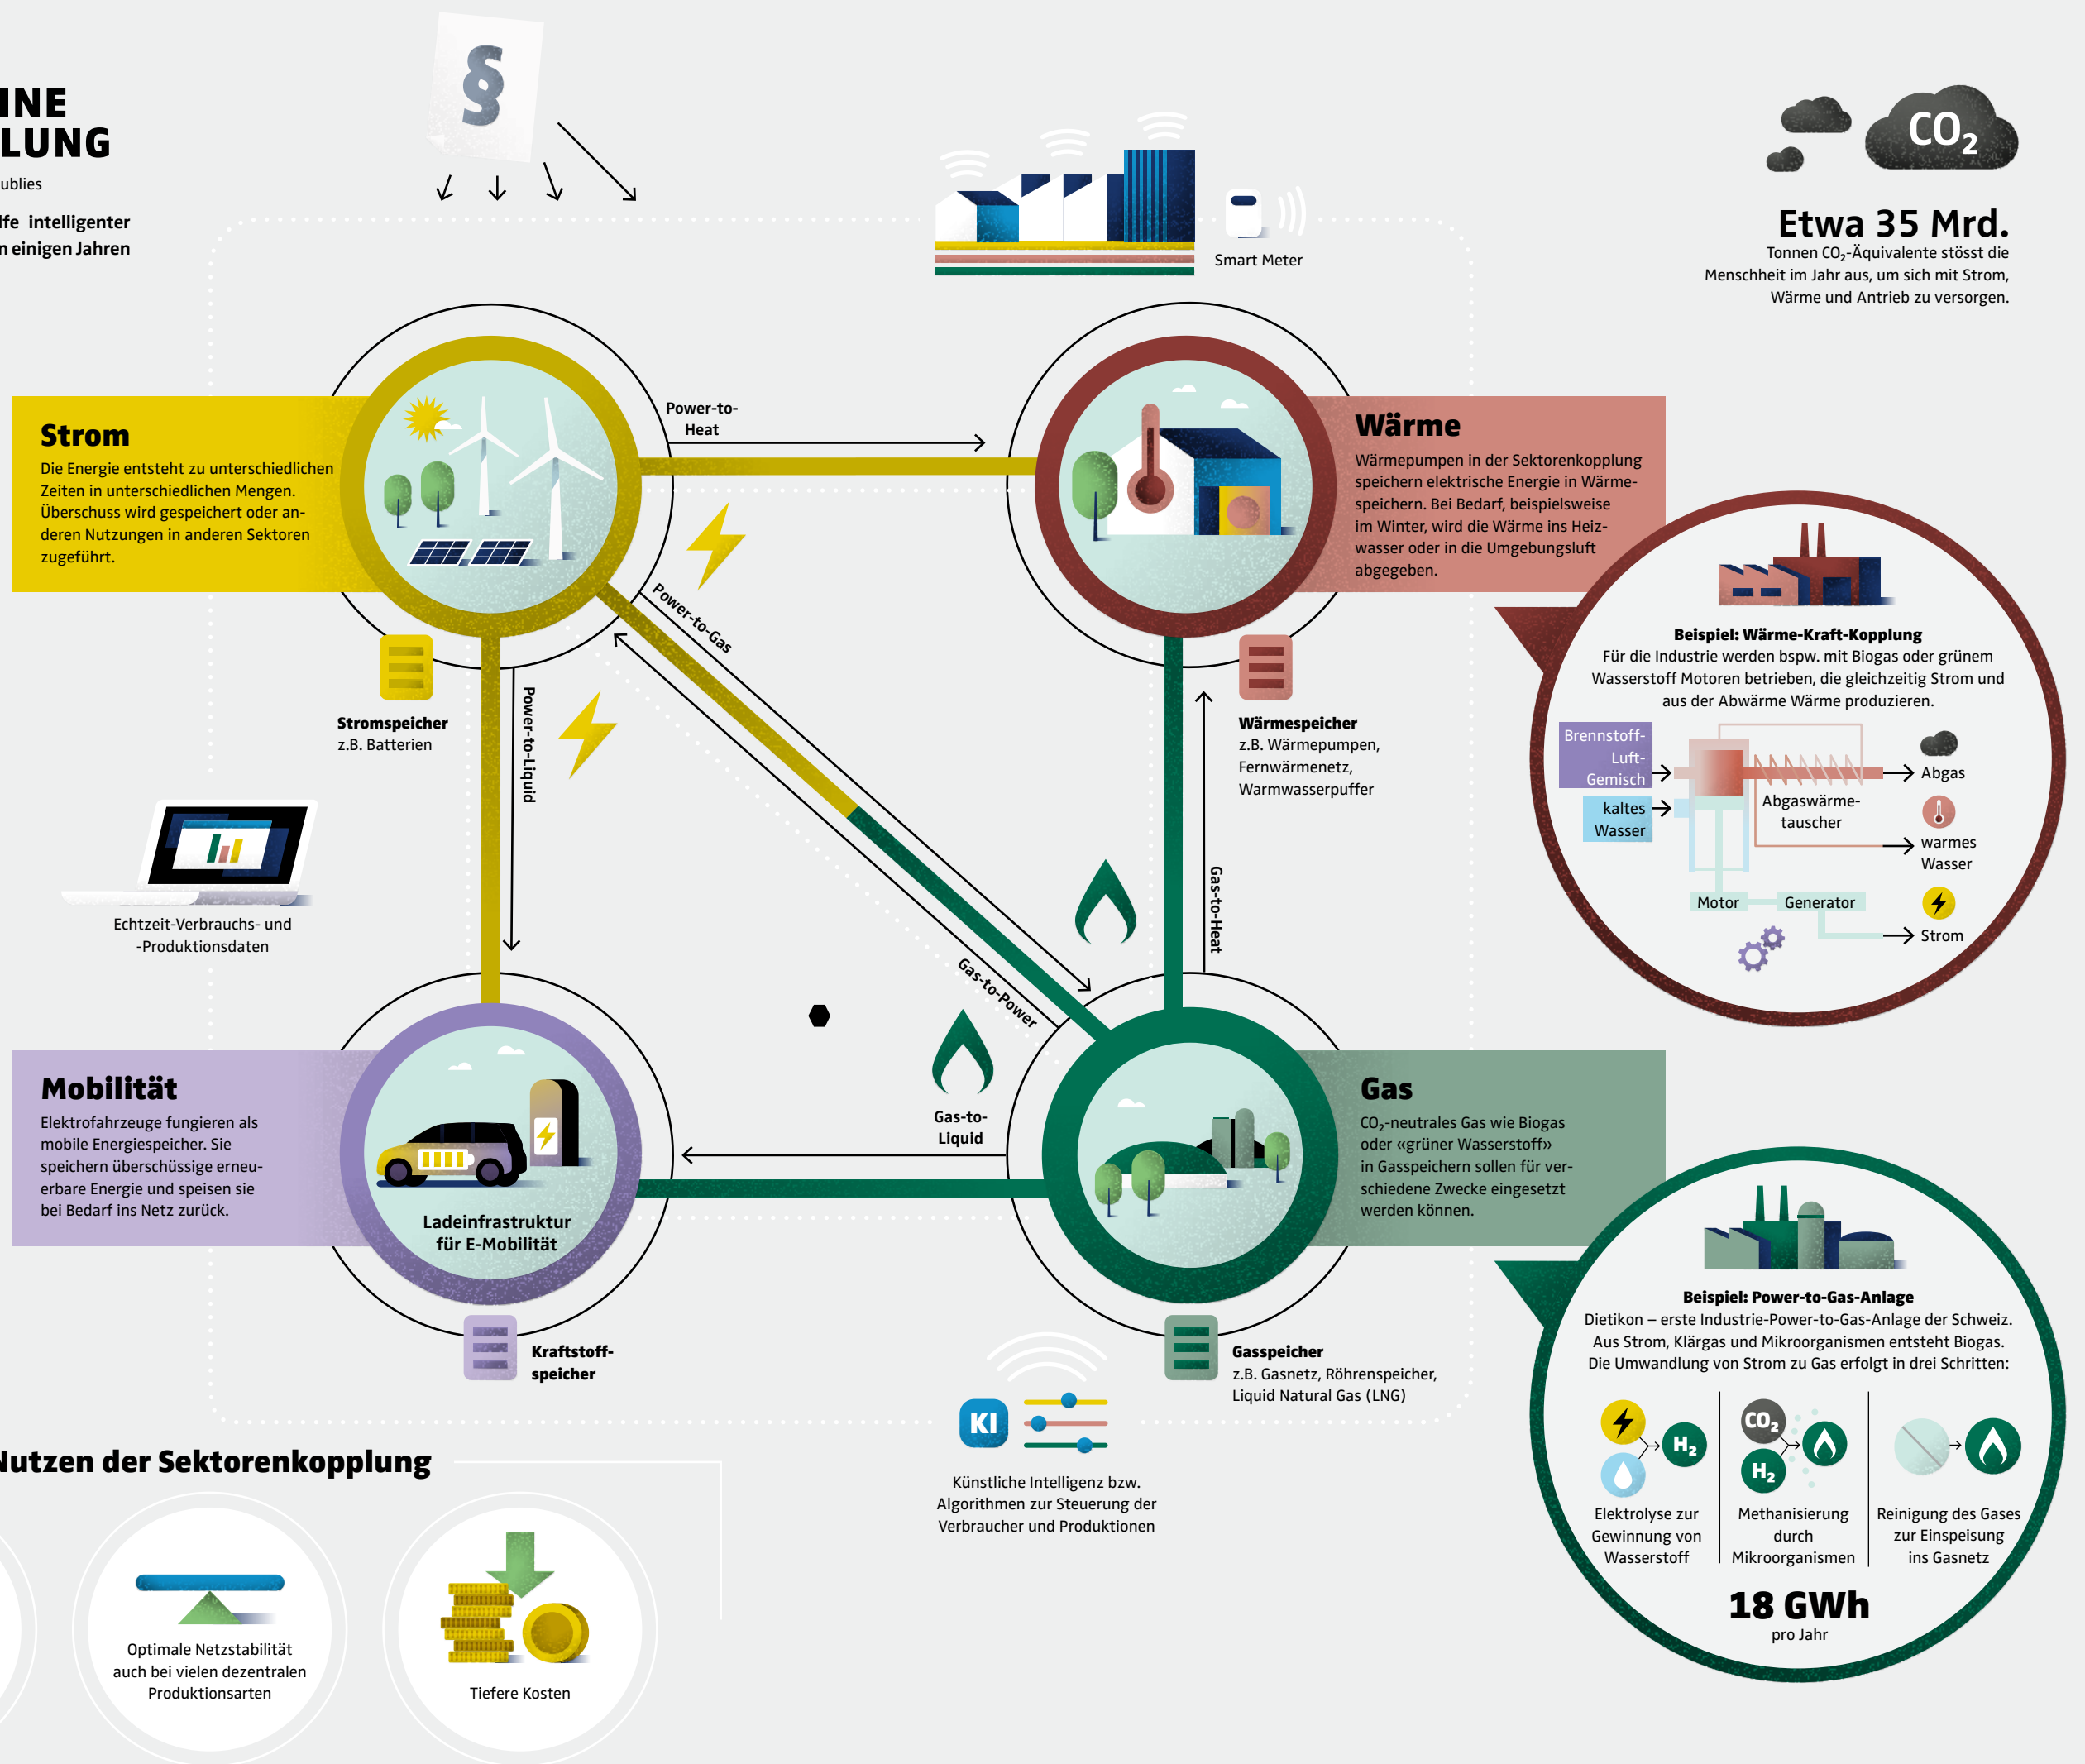 §
INE
LUNG
ublies
lfe intelligenter
n einigen Jahren
Smart Meter
CO₂
Etwa 35 Mrd.
Tonnen CO₂-Äquivalente stösst die
Menschheit im Jahr aus, um sich mit Strom,
Wärme und Antrieb zu versorgen.
Strom
Die Energie entsteht zu unterschiedlichen
Zeiten in unterschiedlichen Mengen.
Überschuss wird gespeichert oder an-
deren Nutzungen in anderen Sektoren
zugeführt.
Power-to-
Heat
Wärme
Wärmepumpen in der Sektorenkopplung
speichern elektrische Energie in Wärme-
speichern. Bei Bedarf, beispielsweise
im Winter, wird die Wärme ins Heiz-
wasser oder in die Umgebungsluft
abgegeben.
Power-to-Gas
Stromspeicher
z.B. Batterien
Power-to-Liquid
Wärmespeicher
z.B. Wärmepumpen,
Fernwärmenetz,
Warmwasserpuffer
Beispiel: Wärme-Kraft-Kopplung
Für die Industrie werden bspw. mit Biogas oder grünem
Wasserstoff Motoren betrieben, die gleichzeitig Strom und
aus der Abwärme Wärme produzieren.
Brennstoff-
Luft-
Gemisch
kaltes
Wasser
Abgaswärme-
tauscher
Abgas
warmes
Wasser
Motor
Generator
Strom
Echtzeit-Verbrauchs- und
-Produktionsdaten
Gas-to-Heat
Gas-to-Power
Mobilität
Elektrofahrzeuge fungieren als
mobile Energiespeicher. Sie
speichern überschüssige erneu-
erbare Energie und speisen sie
bei Bedarf ins Netz zurück.
Ladeinfrastruktur
für E-Mobilität
Gas-to-
Liquid
Gas
CO₂-neutrales Gas wie Biogas
oder «grüner Wasserstoff»
in Gasspeichern sollen für ver-
schiedene Zwecke eingesetzt
werden können.
Kraftstoff-
speicher
Gasspeicher
z.B. Gasnetz, Röhrenspeicher,
Liquid Natural Gas (LNG)
KI
Künstliche Intelligenz bzw.
Algorithmen zur Steuerung der
Verbraucher und Produktionen
Beispiel: Power-to-Gas-Anlage
Dietikon – erste Industrie-Power-to-Gas-Anlage der Schweiz.
Aus Strom, Klärgas und Mikroorganismen entsteht Biogas.
Die Umwandlung von Strom zu Gas erfolgt in drei Schritten:
H₂
Elektrolyse zur
Gewinnung von
Wasserstoff
CO₂
H₂
Methanisierung
durch
Mikroorganismen
Reinigung des Gases
zur Einspeisung
ins Gasnetz
18 GWh
pro Jahr
Nutzen der Sektorenkopplung
Optimale Netzstabilität
auch bei vielen dezentralen
Produktionsarten
Tiefere Kosten